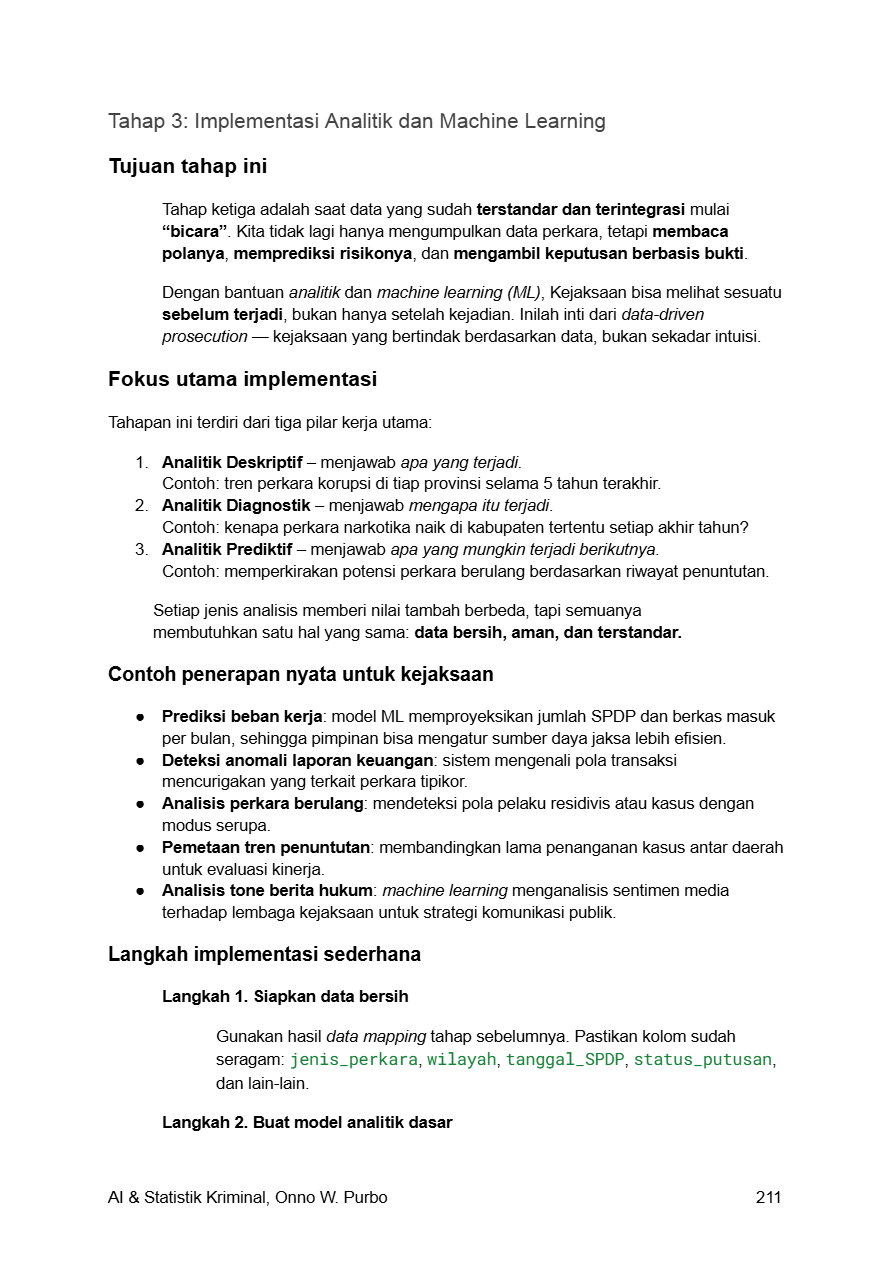 Tahap 3: Implementasi Analitik dan Machine Learning
Tujuan tahap ini
Tahap ketiga adalah saat data yang sudah terstandar dan terintegrasi mulai
“bicara”. Kita tidak lagi hanya mengumpulkan data perkara, tetapi membaca
polanya, memprediksi risikonya, dan mengambil keputusan berbasis bukti.
Dengan bantuan analitik dan machine learning (ML), Kejaksaan bisa melihat sesuatu
sebelum terjadi, bukan hanya setelah kejadian. Inilah inti dari data-driven
prosecution — kejaksaan yang bertindak berdasarkan data, bukan sekadar intuisi.
Fokus utama implementasi
Tahapan ini terdiri dari tiga pilar kerja utama:
1. Analitik Deskriptif – menjawab apa yang terjadi.
Contoh: tren perkara korupsi di tiap provinsi selama 5 tahun terakhir.
2. Analitik Diagnostik – menjawab mengapa itu terjadi.
Contoh: kenapa perkara narkotika naik di kabupaten tertentu setiap akhir tahun?
3. Analitik Prediktif – menjawab apa yang mungkin terjadi berikutnya.
Contoh: memperkirakan potensi perkara berulang berdasarkan riwayat penuntutan.
Setiap jenis analisis memberi nilai tambah berbeda, tapi semuanya
membutuhkan satu hal yang sama: data bersih, aman, dan terstandar.
Contoh penerapan nyata untuk kejaksaan
● Prediksi beban kerja: model ML memproyeksikan jumlah SPDP dan berkas masuk
per bulan, sehingga pimpinan bisa mengatur sumber daya jaksa lebih efisien.
● Deteksi anomali laporan keuangan: sistem mengenali pola transaksi
mencurigakan yang terkait perkara tipikor.
● Analisis perkara berulang: mendeteksi pola pelaku residivis atau kasus dengan
modus serupa.
● Pemetaan tren penuntutan: membandingkan lama penanganan kasus antar daerah
untuk evaluasi kinerja.
● Analisis tone berita hukum: machine learning menganalisis sentimen media
terhadap lembaga kejaksaan untuk strategi komunikasi publik.
Langkah implementasi sederhana
Langkah 1. Siapkan data bersih
Gunakan hasil data mapping tahap sebelumnya. Pastikan kolom sudah
seragam: jenis_perkara, wilayah, tanggal_SPDP, status_putusan,
dan lain-lain.
Langkah 2. Buat model analitik dasar
AI & Statistik Kriminal, Onno W. Purbo 211